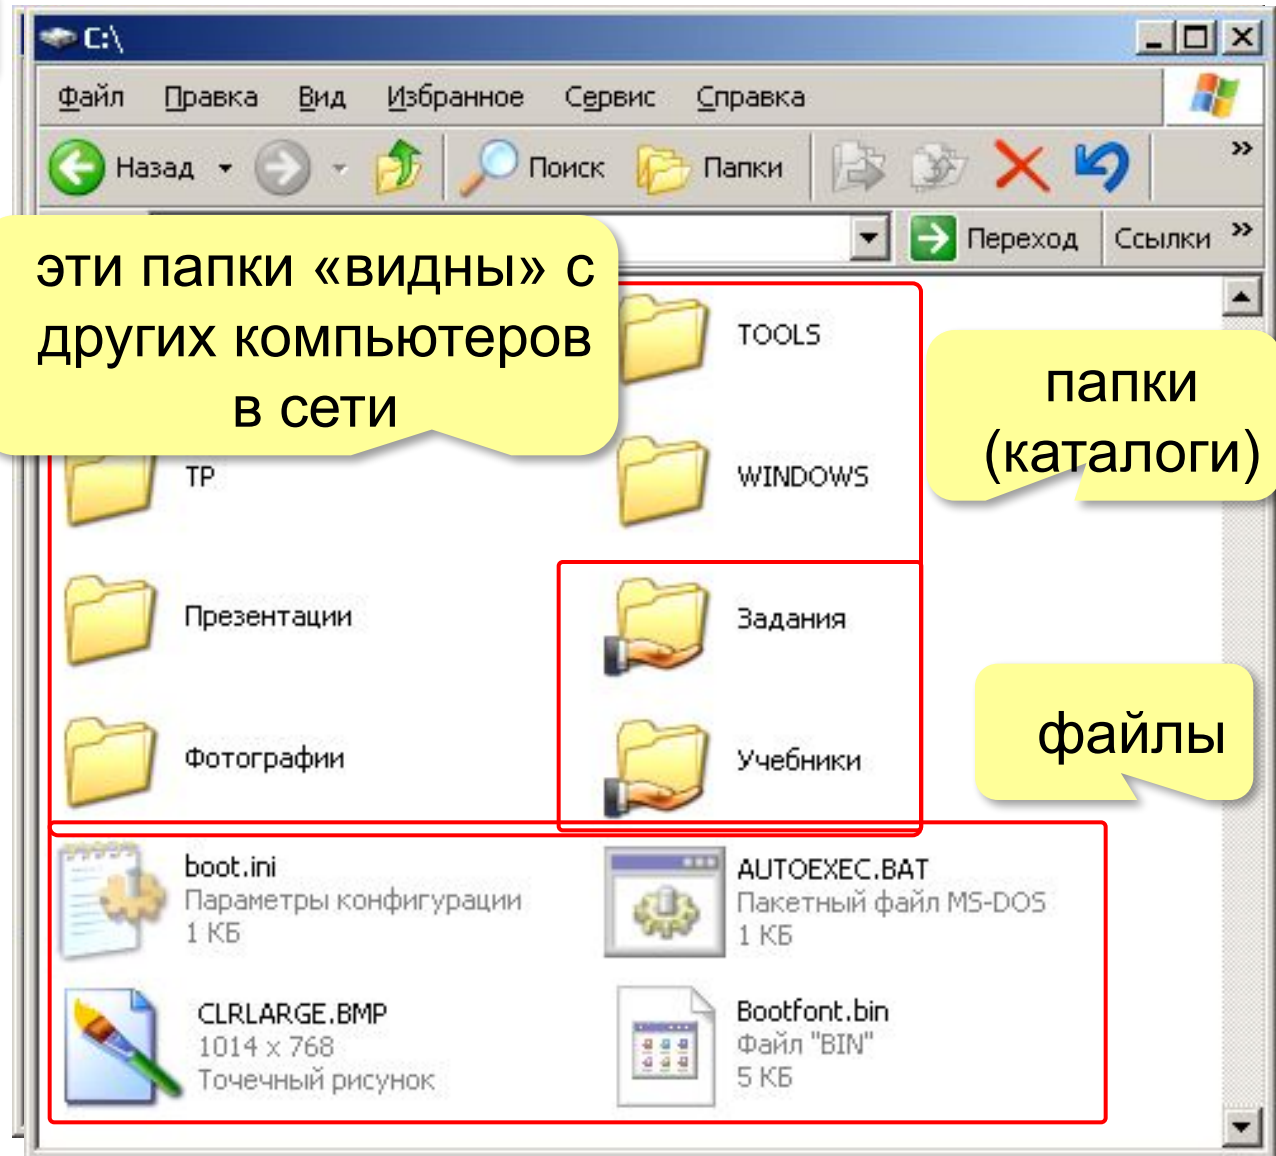 C:\
Файл Правка Вид Избранное Сервис Справка
Назад Поиск Папки »
Переход Ссылки »
эти папки «видны» с
других компьютеров
в сети
TOOLS
папки
(каталоги)
TP
WINDOWS
Презентации
Задания
Фотографии
Учебники
файлы
boot.ini
Параметры конфигурации
1 КБ
AUTOEXEC.BAT
Пакетный файл MS-DOS
1 КБ
CLRLARGE.BMP
1014 x 768
Точечный рисунок
Bootfont.bin
Файл "BIN"
5 КБ